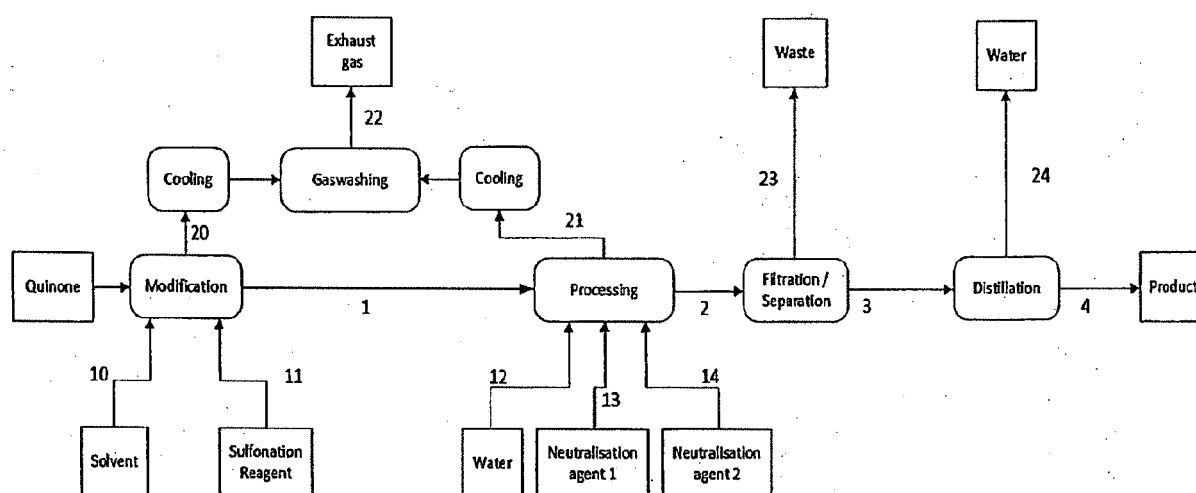 Exhaust
gas
Waste
Water
22
Cooling
Gaswashing
Cooling
23
24
20
21
Quinone
Modification
Processing
Filtration /
Separation
Distillation
Product
1
2
3
4
10
11
12
13
14
Solvent
Sulfonation
Reagent
Water
Neutralisation
agent 1
Neutralisation
agent 2